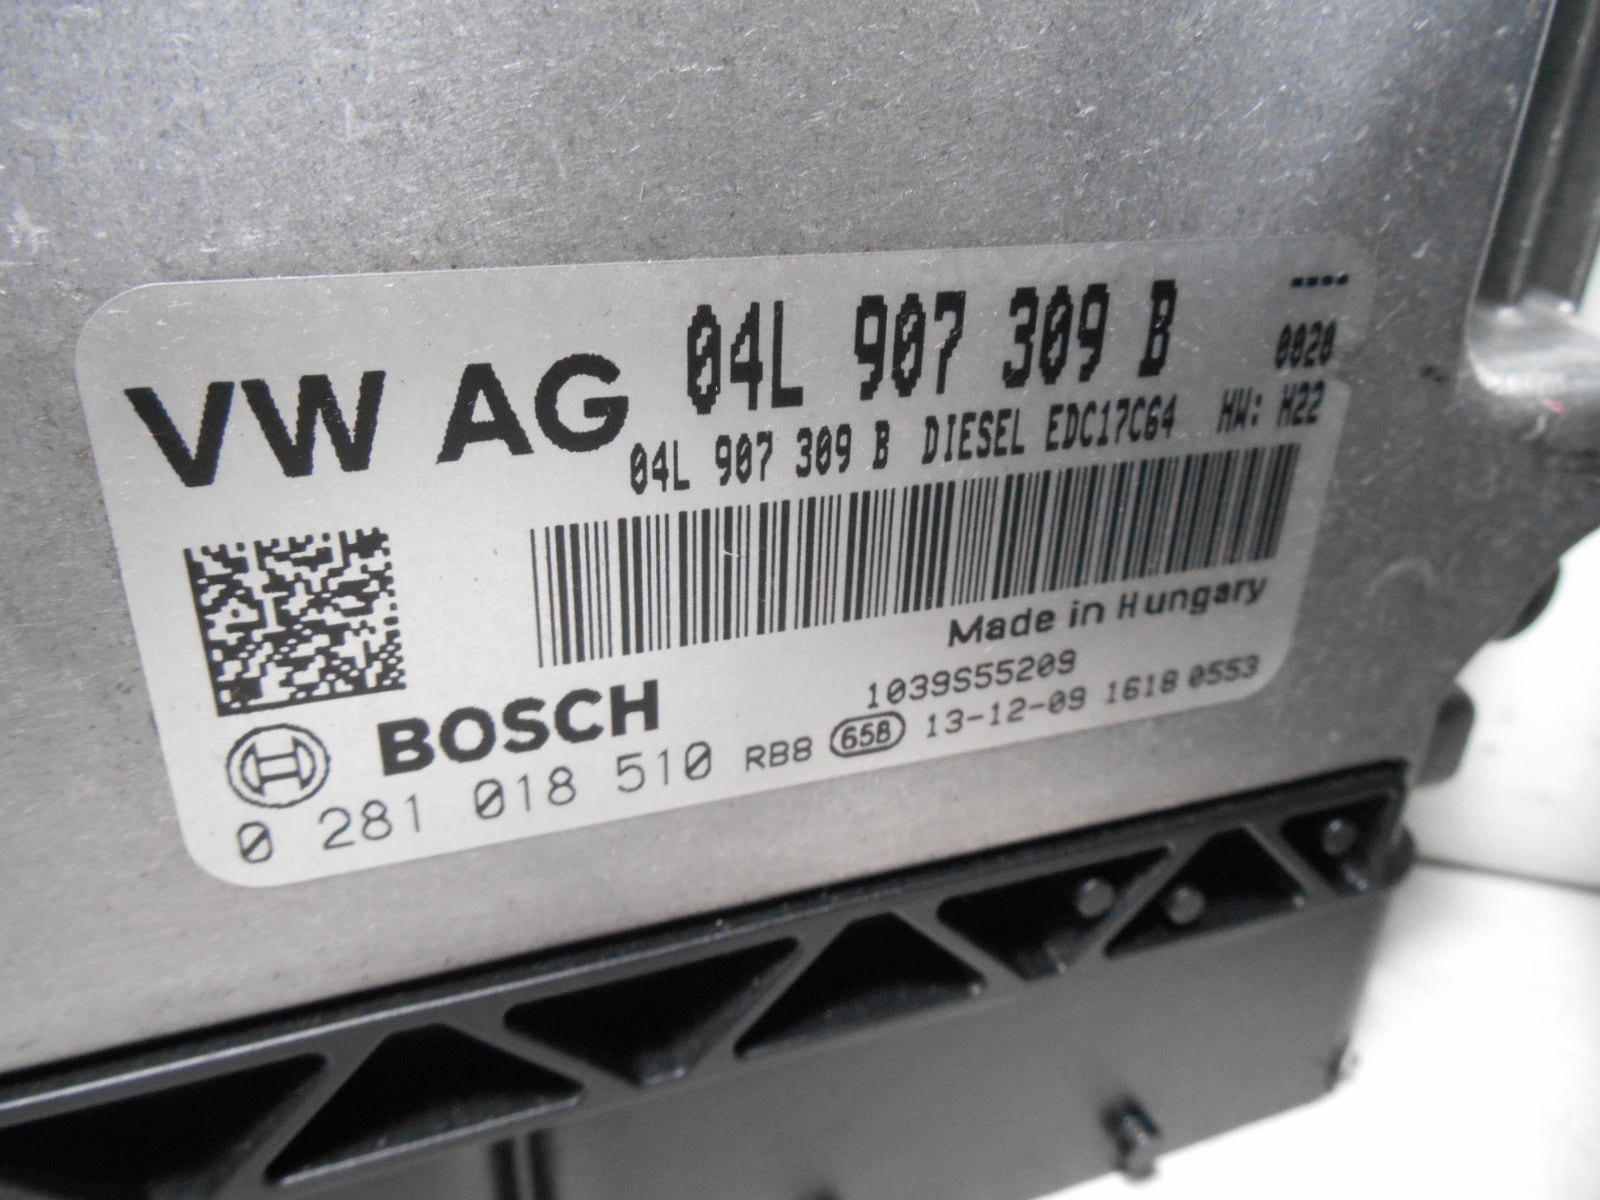 ----
VW AG 04L 907 309 B 0020
04L 907 309 B DIESEL EDC17C64 HW: H22
Made in Hungary
BOSCH 1039S55209
0 281 018 510 RB8 65B 13-12-09 1618 0553